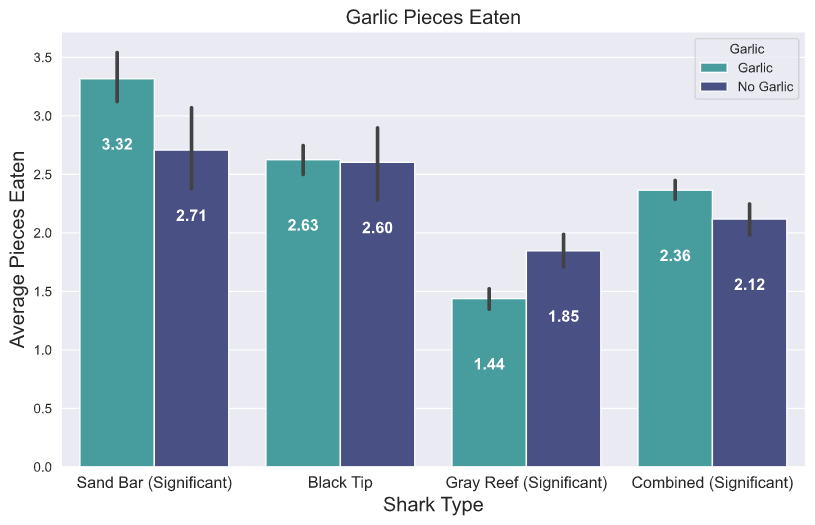 Garlic Pieces Eaten
Garlic
Garlic
No Garlic
Average Pieces Eaten
3.5
3.0
2.5
2.0
1.5
1.0
0.5
0.0
3.32
2.71
2.63
2.60
1.44
1.85
2.36
2.12
Sand Bar (Significant)
Black Tip
Gray Reef (Significant)
Combined (Significant)
Shark Type